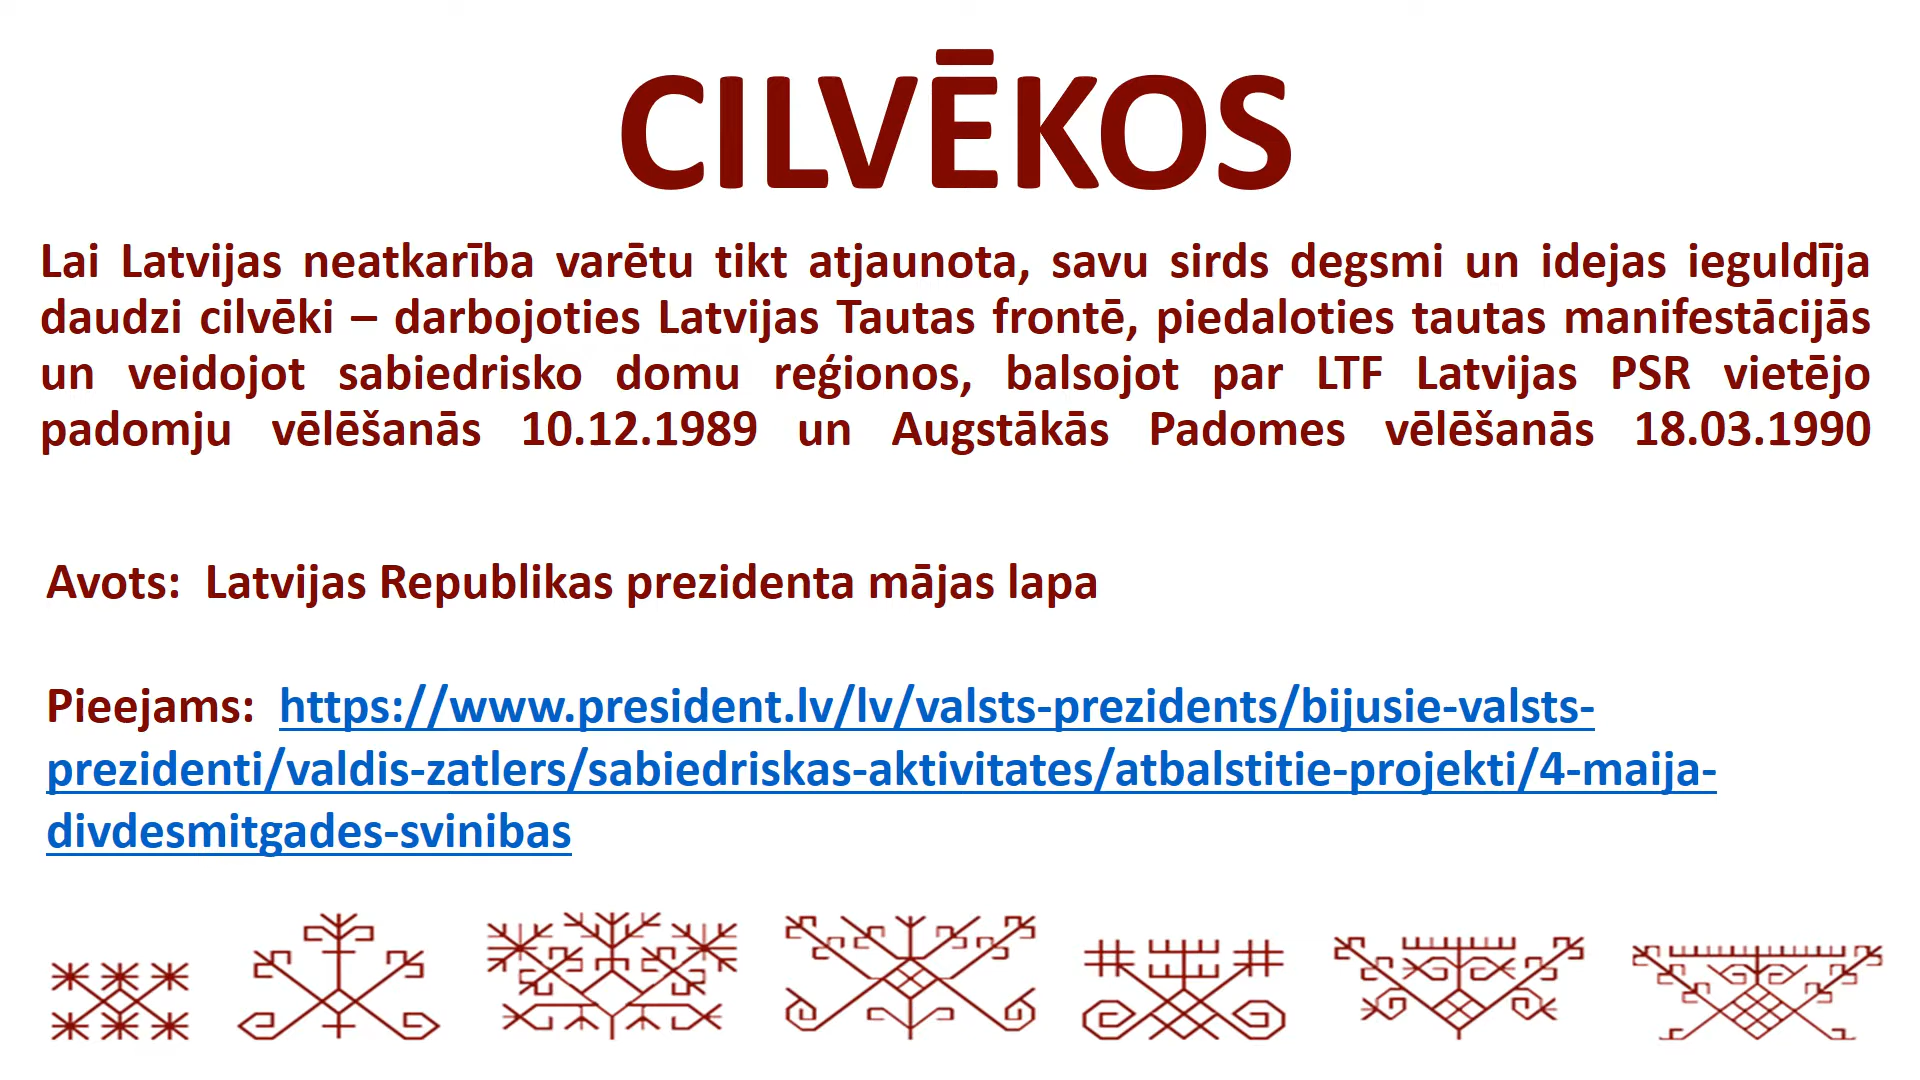 CILVĒKOS
Lai Latvijas neatkarība varētu tikt atjaunota, savu sirds degsmi un idejas ieguldīja
daudzi cilvēki – darbojoties Latvijas Tautas frontē, piedaloties tautas manifestācijās
un veidojot sabiedrisko domu reģionos, balsojot par LTF Latvijas PSR vietējo
padomju vēlēšanās 10.12.1989 un Augstākās Padomes vēlēšanās 18.03.1990
Avots: Latvijas Republikas prezidenta mājas lapa
Pieejams: https://www.president.lv/lv/valsts-prezidents/bijusie-valsts-
prezidenti/valdis-zatlers/sabiedriskas-aktivitates/atbalstitie-projekti/4-maija-
divdesmitgades-svinibas